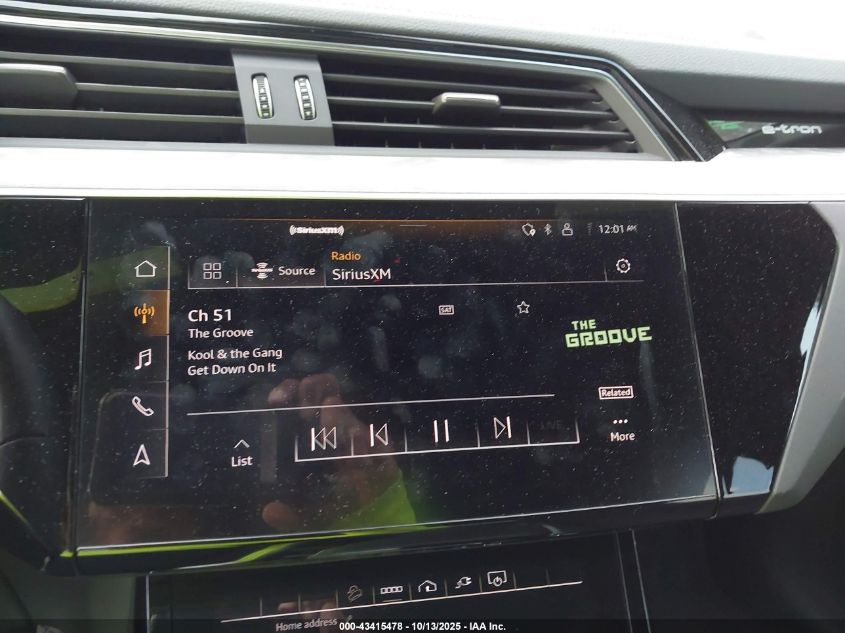 e-tron
((SiriusXM))
12:01 AM
Source
Radio
SiriusXM
Ch 51
SAT
The Groove
THE
GROOVE
Kool & the Gang
Get Down On It
Related
List
LIVE
More
Home address
000-43415478 - 10/13/2025 - IAA Inc.